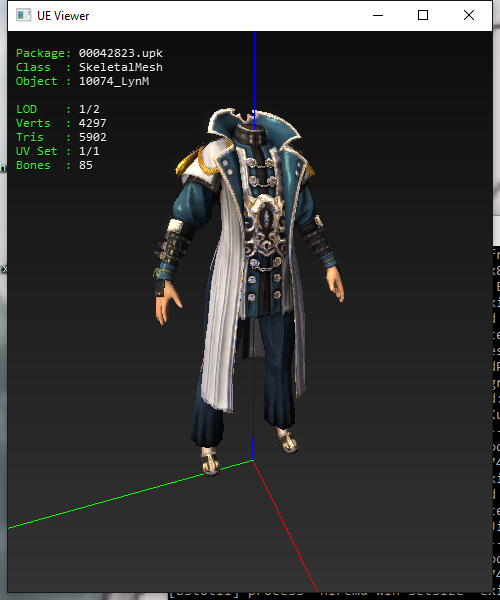 UE Viewer
Package: 00042823.upk
Class : SkeletalMesh
Object : 10074_LynM
LOD : 1/2
Verts : 4297
Tris : 5902
UV Set : 1/1
Bones : 85